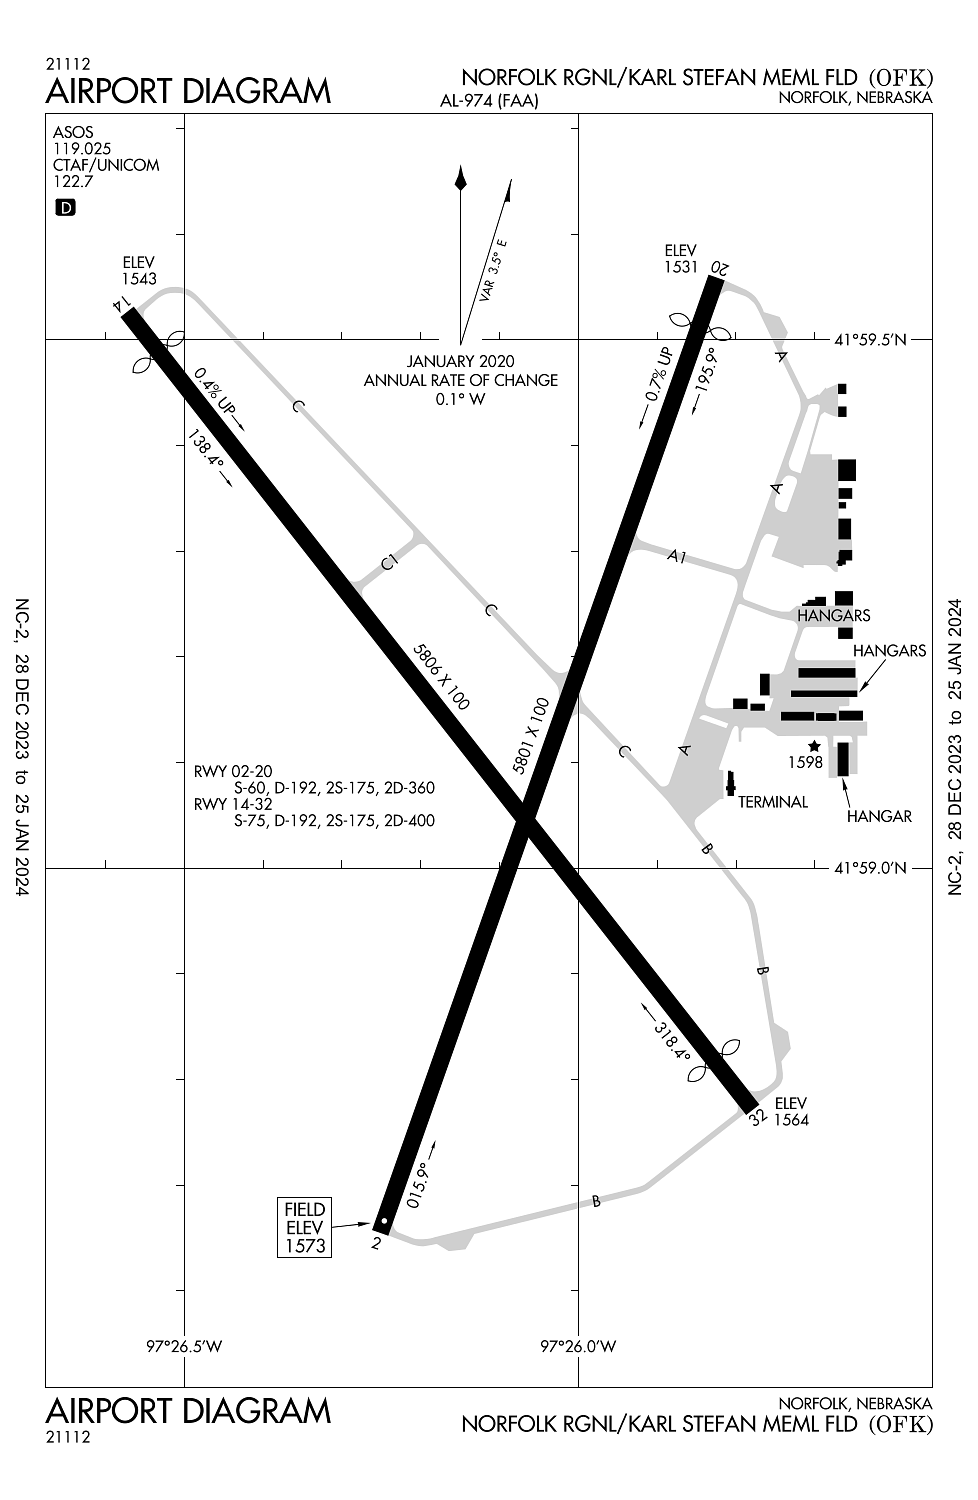 21112
AIRPORT DIAGRAM
NORFOLK RGNL/KARL STEFAN MEML FLD (OFK)
AL-974 (FAA)
NORFOLK, NEBRASKA
ASOS
119.025
CTAF/UNICOM
122.7
D
VAR 3.5° E
JANUARY 2020
ANNUAL RATE OF CHANGE
0.1° W
ELEV
1543
14
ELEV
1531
20
41°59.5'N
0.4% UP
138.4°
0.7% UP
195.9°
C
A
A
C1
A1
C
HANGARS
HANGARS
5806 X 100
5801 X 100
C
A
1598
TERMINAL
HANGAR
RWY 02-20
S-60, D-192, 2S-175, 2D-360
RWY 14-32
S-75, D-192, 2S-175, 2D-400
B
41°59.0'N
B
318.4°
ELEV
1564
32
015.9°
B
FIELD
ELEV
1573
2
97°26.5'W
97°26.0'W
NC-2, 28 DEC 2023 to 25 JAN 2024
NC-2, 28 DEC 2023 to 25 JAN 2024
AIRPORT DIAGRAM
21112
NORFOLK, NEBRASKA
NORFOLK RGNL/KARL STEFAN MEML FLD (OFK)